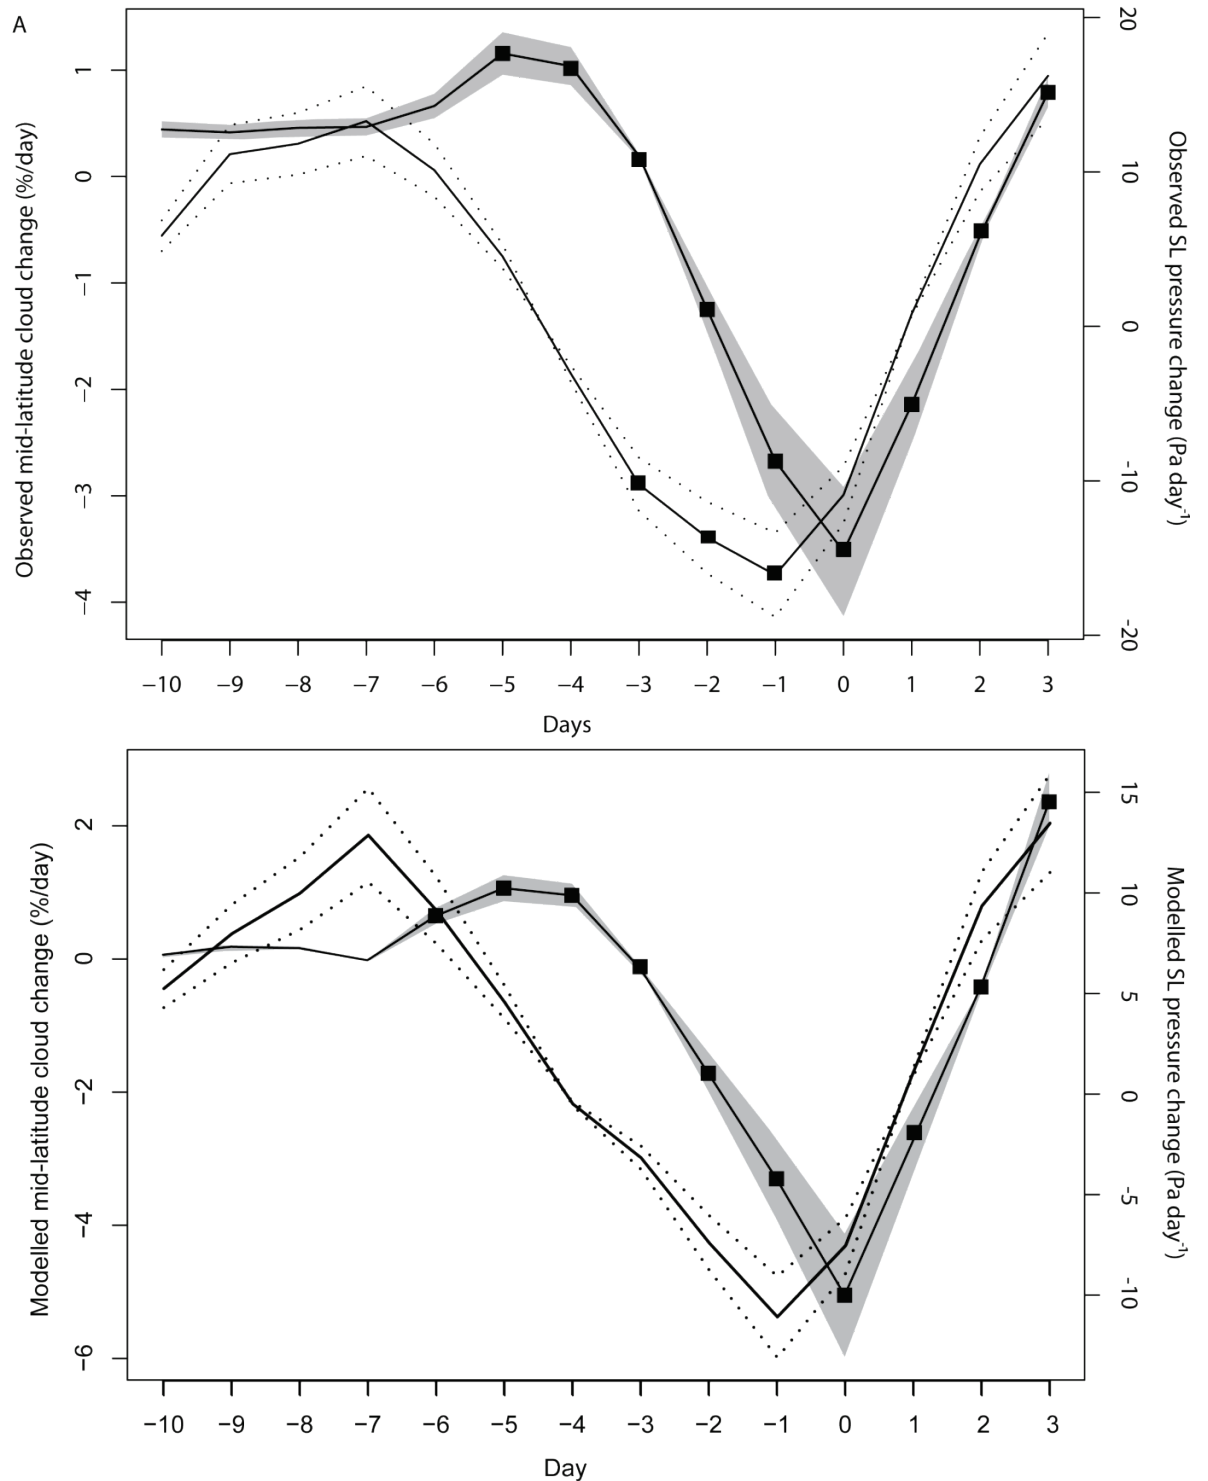 A
Observed mid-latitude cloud change (%/day)
1
0
−1
−2
−3
−4
20
10
0
-10
-20
Observed SL pressure change (Pa day⁻¹)
−10 −9 −8 −7 −6 −5 −4 −3 −2 −1 0 1 2 3
Days
Modelled mid-latitude cloud change (%/day)
2
0
−2
−4
−6
15
10
5
0
-5
-10
Modelled SL pressure change (Pa day⁻¹)
−10 −9 −8 −7 −6 −5 −4 −3 −2 −1 0 1 2 3
Day